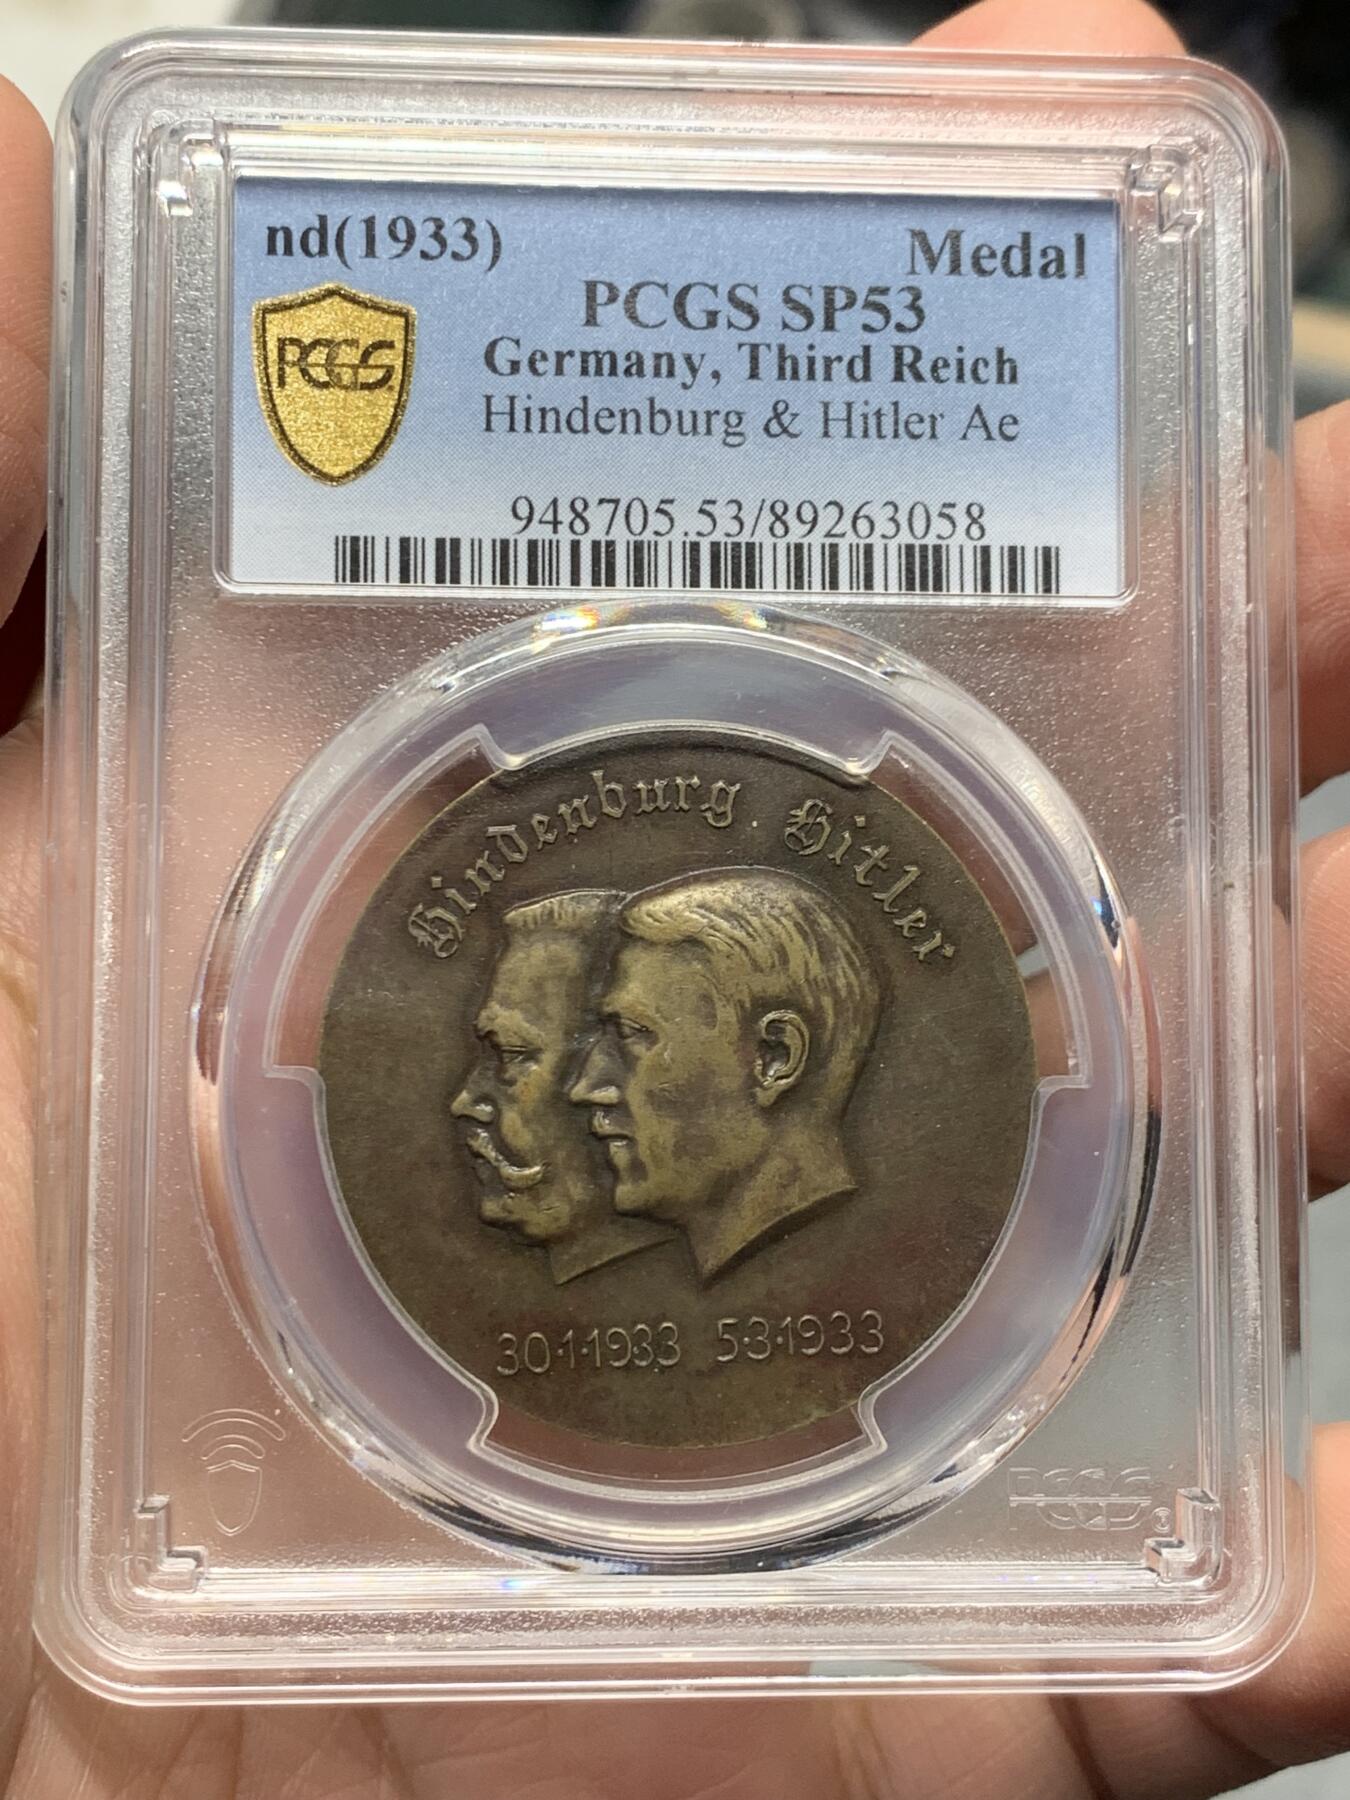 nd(1933)
Medal
PCGS SP53
PCGS
Germany, Third Reich
Hindenburg & Hitler Ae
948705.53/89263058
Hindenburg. Hitler
30·1·1933 5·3·1933
PCGS